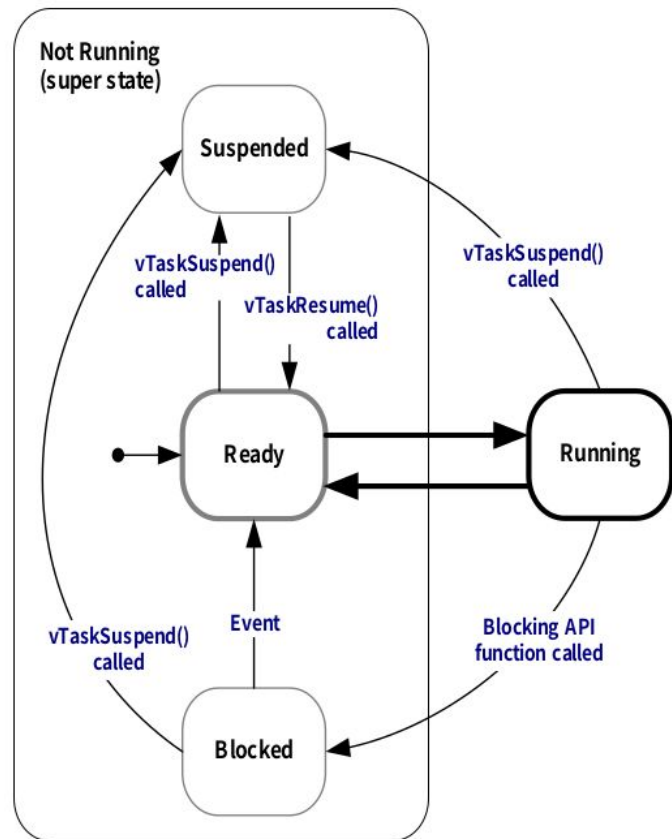 Not Running
(super state)
Suspended
vTaskSuspend()
called
vTaskSuspend()
called
vTaskResume()
called
Ready
Running
Event
vTaskSuspend()
called
Blocking API
function called
Blocked